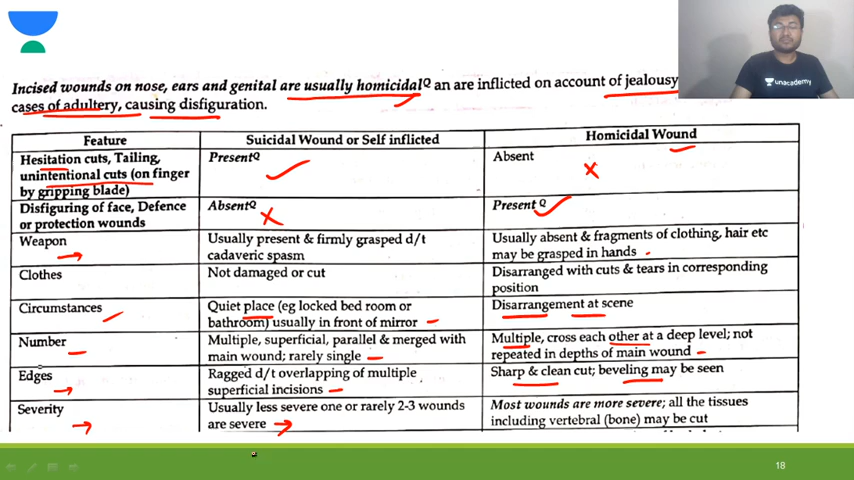 unacademy
Incised wounds on nose, ears and genital are usually homicidalQ an are inflicted on account of jealousy
cases of adultery, causing disfiguration.
Feature Suicidal Wound or Self inflicted Homicidal Wound
Hesitation cuts, Tailing, unintentional cuts (on finger by gripping blade) PresentQ Absent
Disfiguring of face, Defence or protection wounds AbsentQ Present Q
Weapon Usually present & firmly grasped d/t cadaveric spasm Usually absent & fragments of clothing, hair etc may be grasped in hands
Clothes Not damaged or cut Disarranged with cuts & tears in corresponding position
Circumstances Quiet place (eg locked bed room or bathroom) usually in front of mirror Disarrangement at scene
Number Multiple, superficial, parallel & merged with main wound; rarely single Multiple, cross each other at a deep level; not repeated in depths of main wound
Edges Ragged d/t overlapping of multiple superficial incisions Sharp & clean cut; beveling may be seen
Severity Usually less severe one or rarely 2-3 wounds are severe Most wounds are more severe; all the tissues including vertebral (bone) may be cut
18